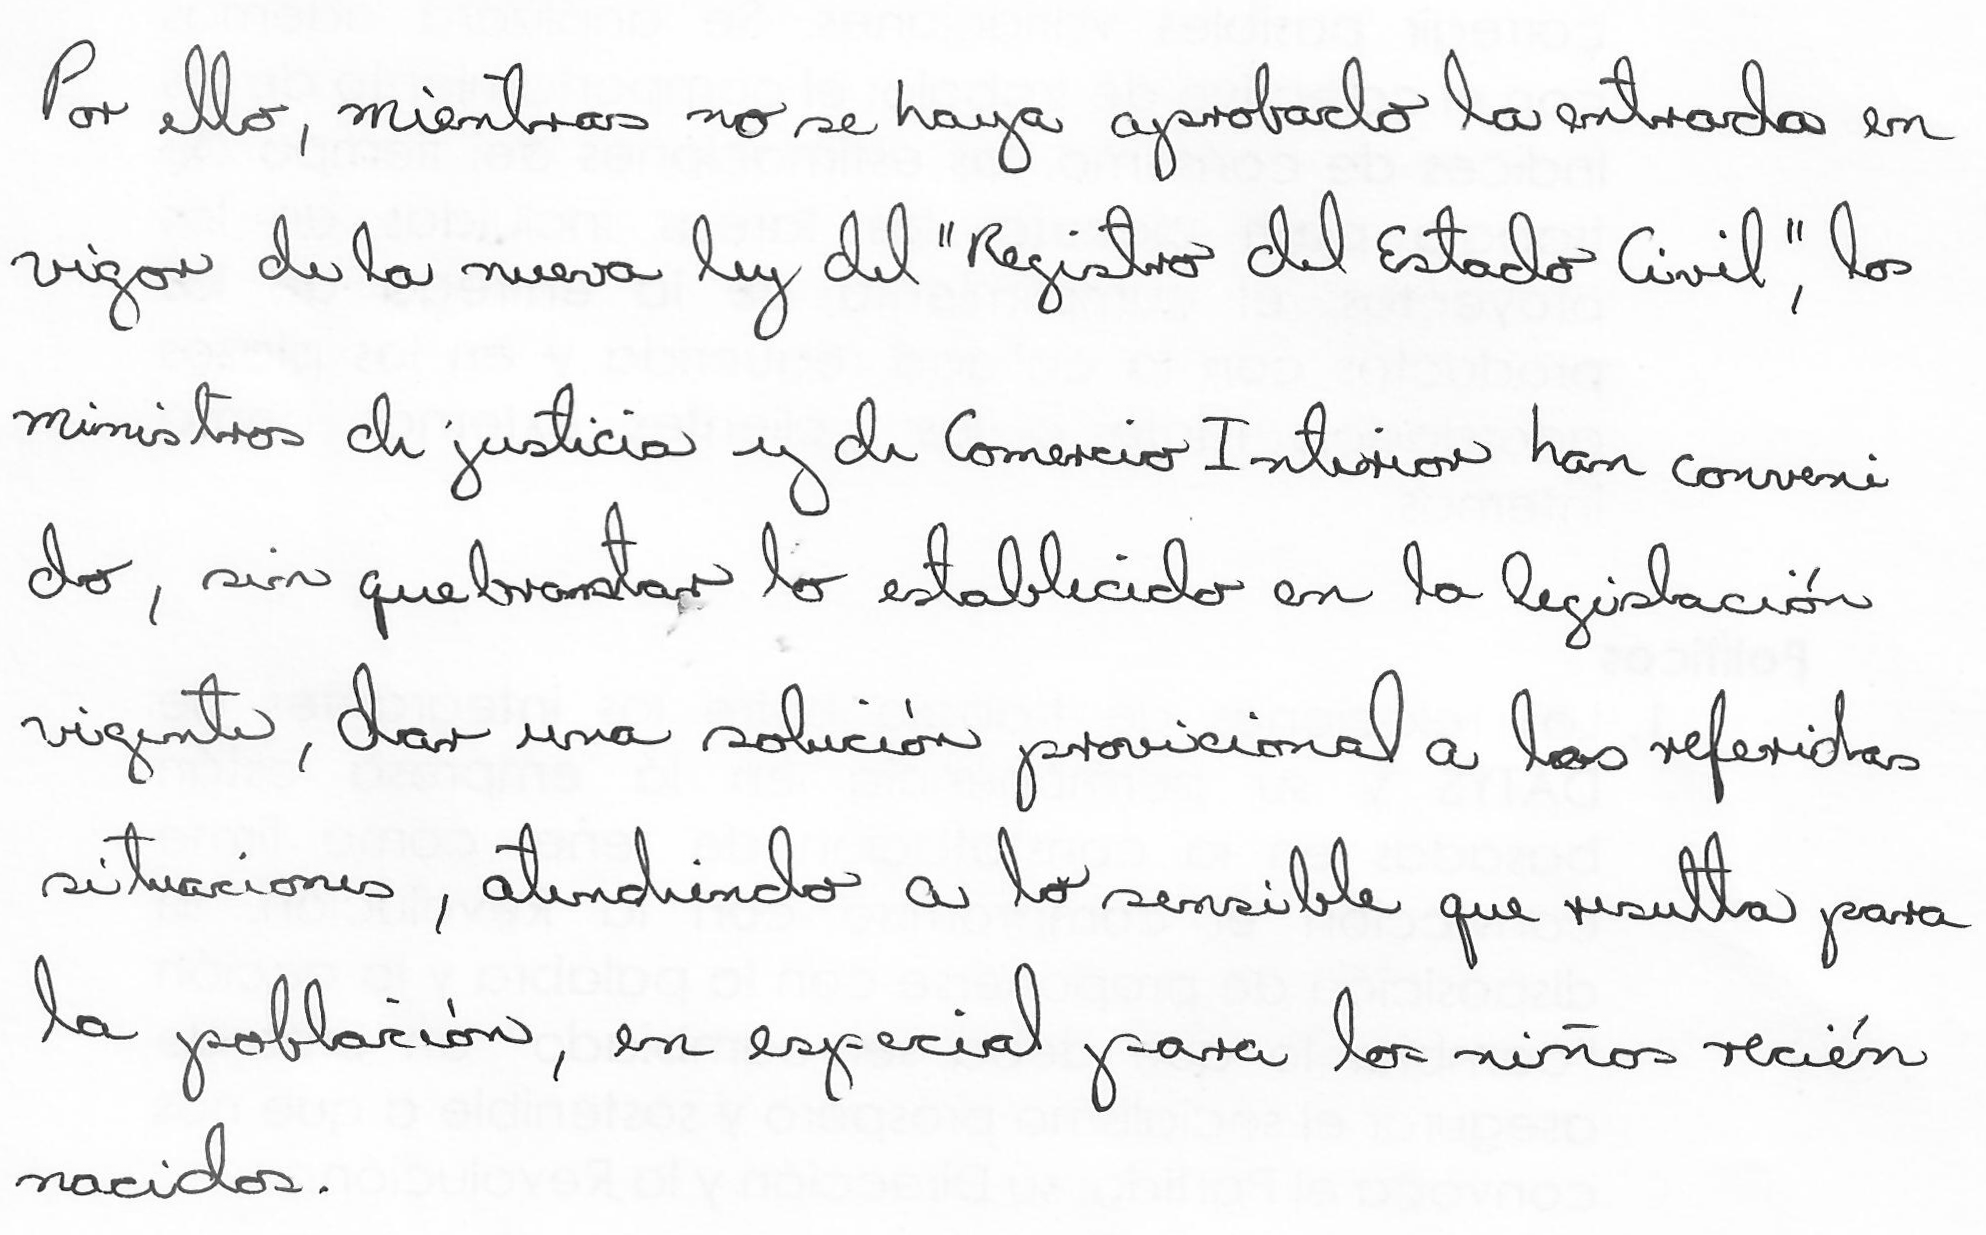 Por ello, mientras no se haya aprobado la entrada en
vigor de la nueva ley del "Registro del Estado Civil", los
ministros de justicia y de Comercio Interior han conveni
do, sin quebrantar lo establecido en la legislación
vigente, dar una solución provicional a las referidas
situaciones, atendiendo a lo sensible que resulta para
la población, en especial para los niños recién
nacidos.